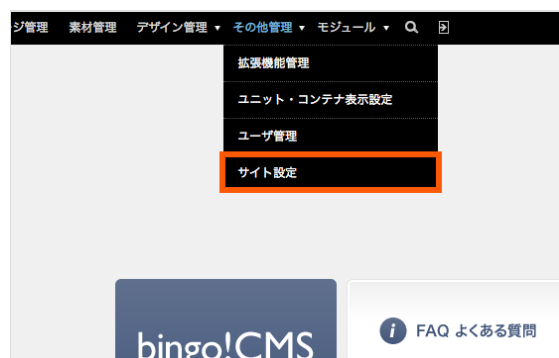 ジ管理 素材管理 デザイン管理 ▼ その他管理 ▼ モジュール ▼
拡張機能管理
ユニット・コンテナ表示設定
ユーザ管理
サイト設定
bingo!CMS
i FAQ よくある質問